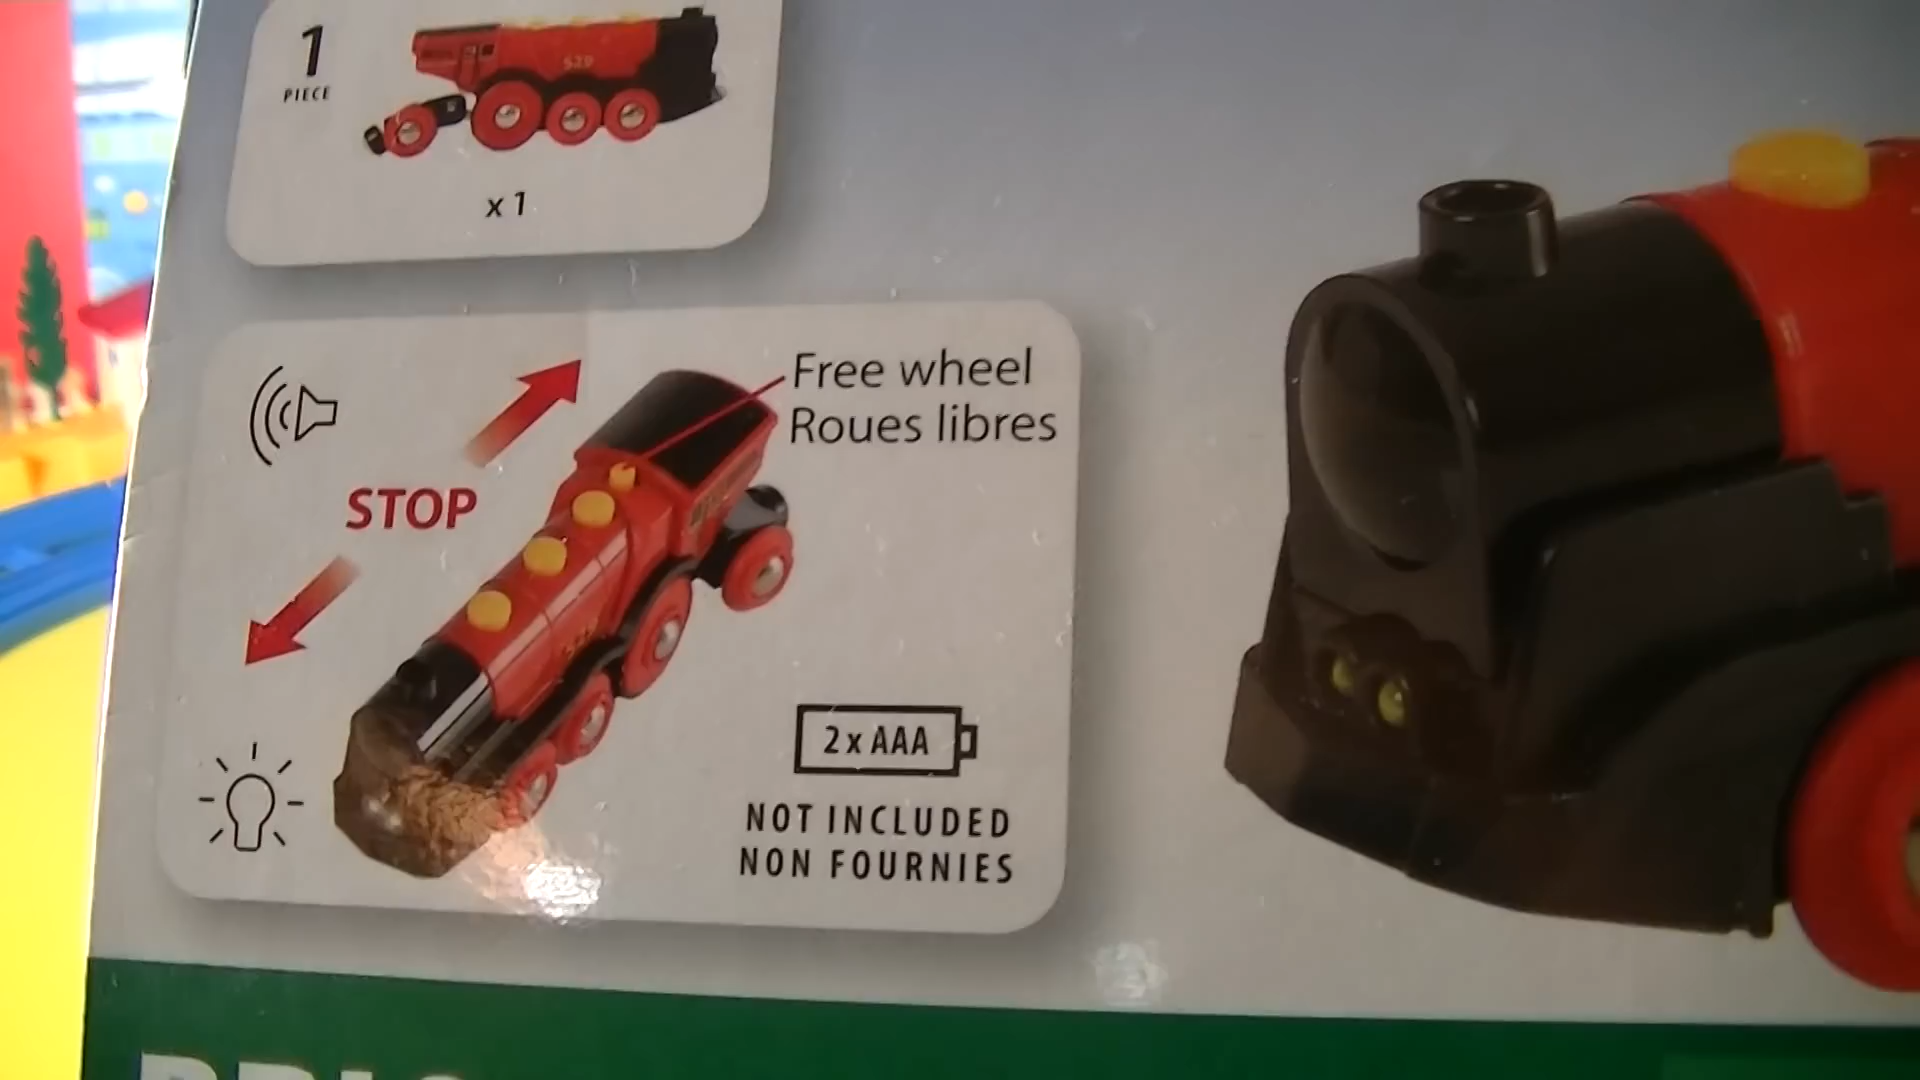 1
PIECE
x 1
Free wheel
Roues libres
STOP
2 x AAA
NOT INCLUDED
NON FOURNIES